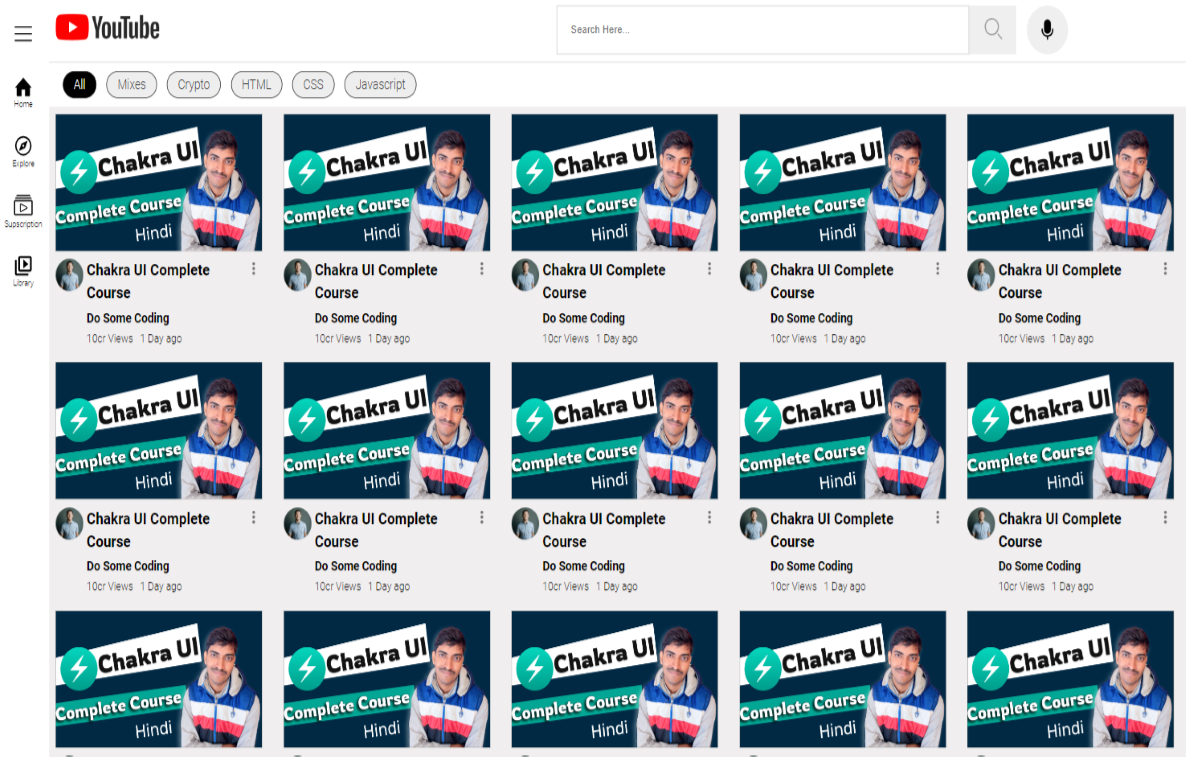 YouTube
Search Here...
All Mixes Crypto HTML CSS Javascript
Home
Explore
Supscription
Library
Chakra UI Chakra UI Chakra UI Chakra UI Chakra UI
Complete Course Complete Course Complete Course Complete Course Complete Course
Hindi Hindi Hindi Hindi Hindi
Chakra UI Complete Chakra UI Complete Chakra UI Complete Chakra UI Complete Chakra UI Complete
Course Course Course Course Course
Do Some Coding Do Some Coding Do Some Coding Do Some Coding Do Some Coding
10cr Views 1 Day ago 10cr Views 1 Day ago 10cr Views 1 Day ago 10cr Views 1 Day ago 10cr Views 1 Day ago
Chakra UI Chakra UI Chakra UI Chakra UI Chakra UI
Complete Course Complete Course Complete Course Complete Course Complete Course
Hindi Hindi Hindi Hindi Hindi
Chakra UI Complete Chakra UI Complete Chakra UI Complete Chakra UI Complete Chakra UI Complete
Course Course Course Course Course
Do Some Coding Do Some Coding Do Some Coding Do Some Coding Do Some Coding
10cr Views 1 Day ago 10cr Views 1 Day ago 10cr Views 1 Day ago 10cr Views 1 Day ago 10cr Views 1 Day ago
Chakra UI Chakra UI Chakra UI Chakra UI Chakra UI
Complete Course Complete Course Complete Course Complete Course Complete Course
Hindi Hindi Hindi Hindi Hindi